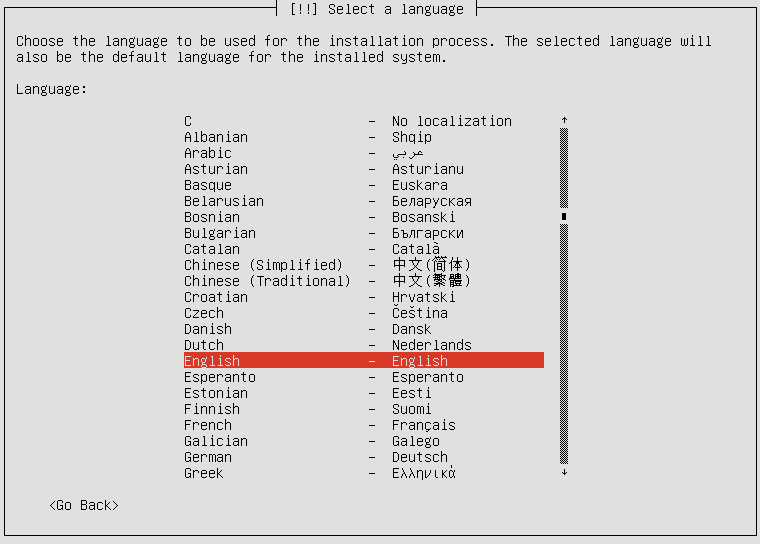 [!!] Select a language
Choose the language to be used for the installation process. The selected language will
also be the default language for the installed system.
Language:
C - No localization
Albanian - Shqip
Arabic - عربي
Asturian - Asturianu
Basque - Euskara
Belarusian - Беларуская
Bosnian - Bosanski
Bulgarian - Български
Catalan - Català
Chinese (Simplified) - 中文(简体)
Chinese (Traditional) - 中文(繁體)
Croatian - Hrvatski
Czech - Čeština
Danish - Dansk
Dutch - Nederlands
English - English
Esperanto - Esperanto
Estonian - Eesti
Finnish - Suomi
French - Français
Galician - Galego
German - Deutsch
Greek - Ελληνικά
<Go Back>